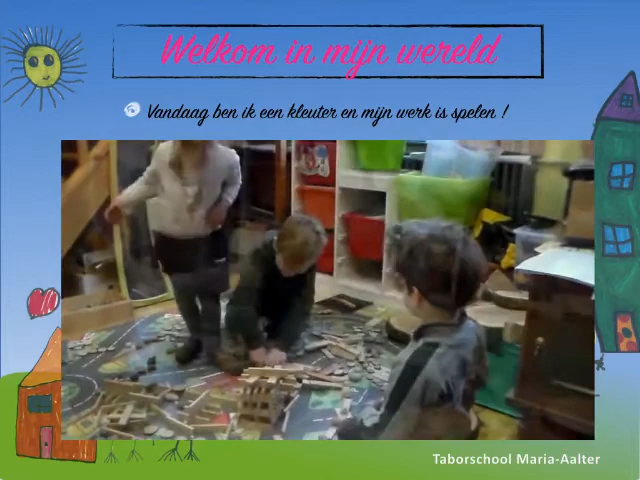 Welkom in mijn wereld
Vandaag ben ik een kleuter en mijn werk is spelen !
Taborschool Maria-Aalter